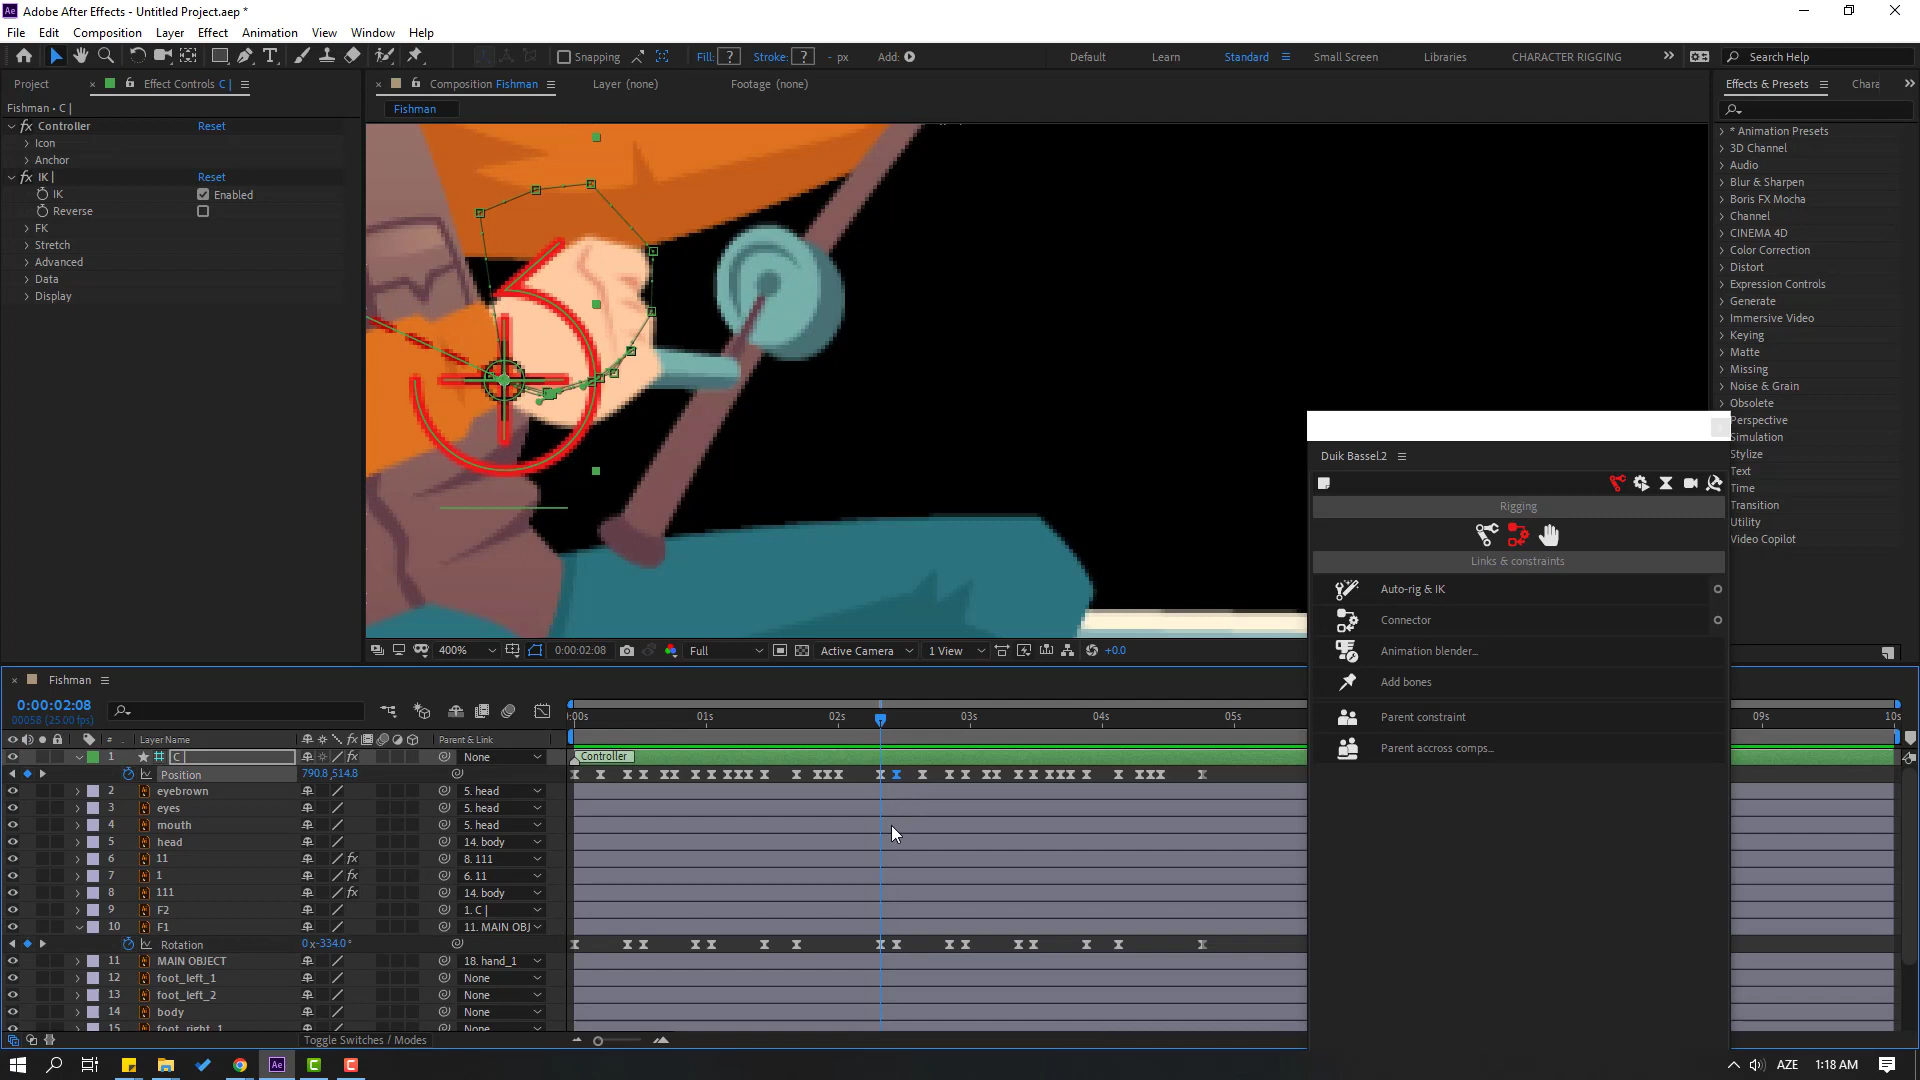 Ae Adobe After Effects - Untitled Project.aep *
File Edit Composition Layer Effect Animation View Window Help
Snapping Fill: ? Stroke: ? - px Add:
Default Learn Standard Small Screen Libraries CHARACTER RIGGING Search Help
Project Effect Controls C |
Composition Fishman Layer (none) Footage (none)
Effects & Presets Chara
Fishman • C |
Fishman
fx Controller Reset
Icon
Anchor
fx IK | Reset
IK Enabled
Reverse
FK
Stretch
Advanced
Data
Display
* Animation Presets
3D Channel
Audio
Blur & Sharpen
Boris FX Mocha
Channel
CINEMA 4D
Color Correction
Distort
Expression Controls
Generate
Immersive Video
Keying
Matte
Missing
Noise & Grain
Obsolete
Perspective
Simulation
Stylize
Text
Time
Transition
Utility
Video Copilot
Duik Bassel.2
Rigging
Links & constraints
Auto-rig & IK
Connector
Animation blender...
Add bones
Parent constraint
Parent accross comps...
400% 0:00:02:08 Full Active Camera 1 View +0.0
Fishman
0:00:02:08
00058 (25.00 fps)
:00s 01s 02s 03s 04s 05s 09s 10s
# Layer Name fx Parent & Link
1 C | fx None Controller
Position 790.8,514.8
2 eyebrown 5. head
3 eyes 5. head
4 mouth 5. head
5 head 14. body
6 11 fx 8. 111
7 1 fx 6. 11
8 111 fx 14. body
9 F2 1. C |
10 F1 11. MAIN OBJ
Rotation 0x-334.0°
11 MAIN OBJECT 18. hand_1
12 foot_left_1 None
13 foot_left_2 None
14 body None
15 foot_right_1 None
Toggle Switches / Modes
Ae AZE 1:18 AM